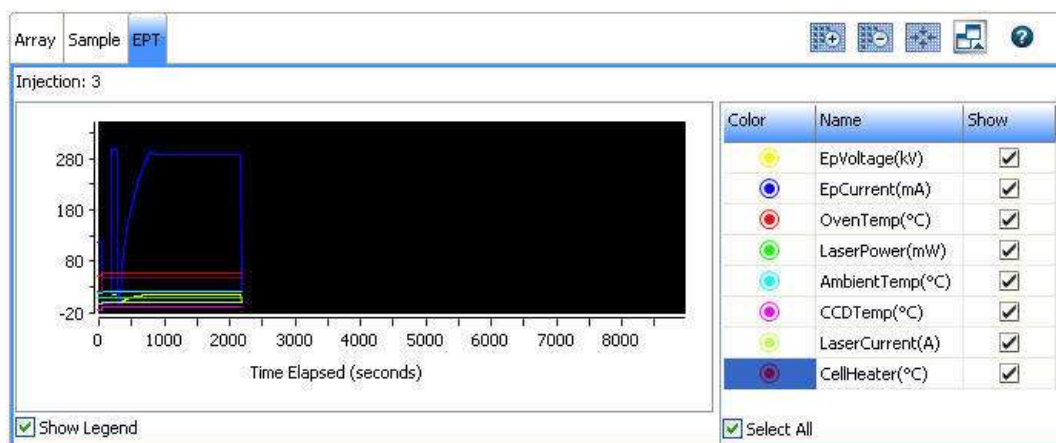 Array Sample EPT
Injection: 3
280
180
80
-20
0 1000 2000 3000 4000 5000 6000 7000 8000
Time Elapsed (seconds)
Show Legend
Color Name Show
EpVoltage(kV)
EpCurrent(mA)
OvenTemp(°C)
LaserPower(mW)
AmbientTemp(°C)
CCDTemp(°C)
LaserCurrent(A)
CellHeater(°C)
Select All